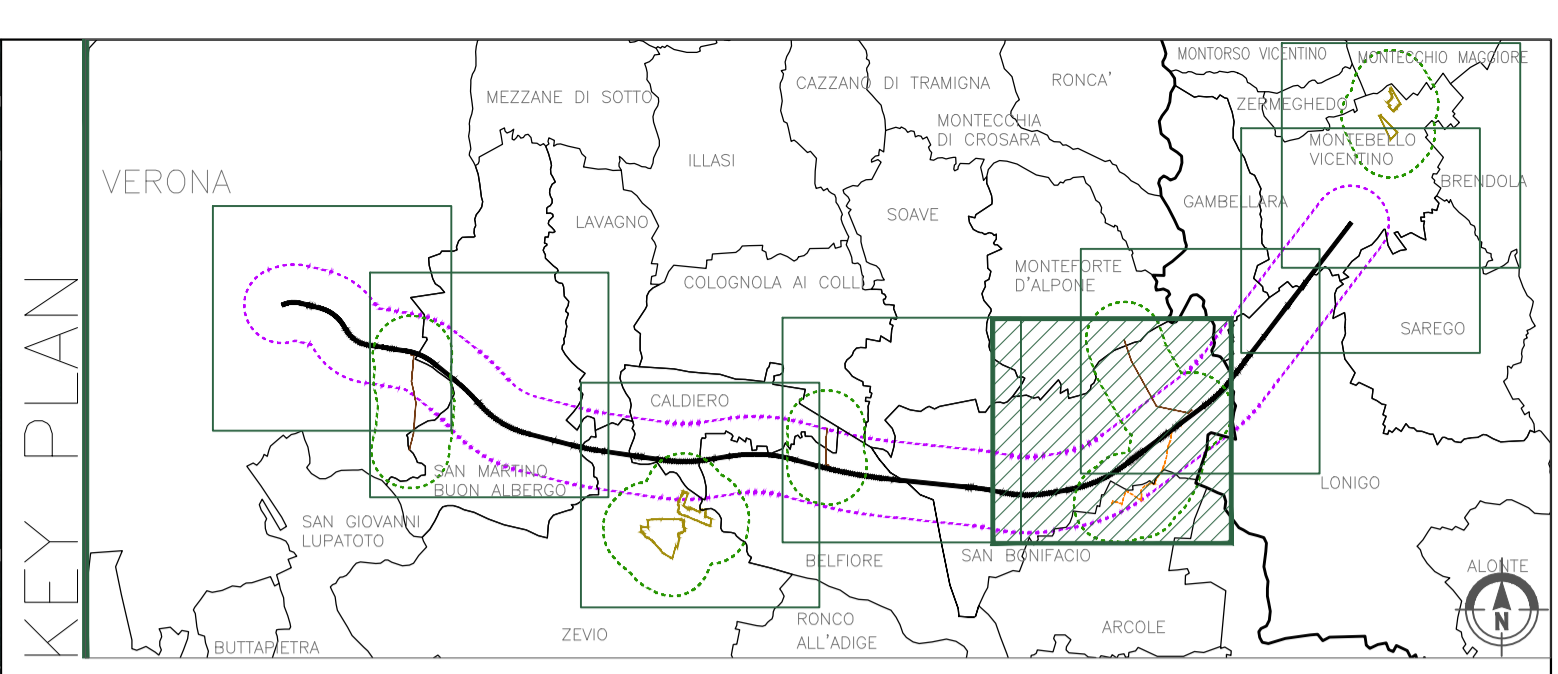 KEY PLAN
MONTORSO VICENTINO
MONTECCHIO MAGGIORE
MEZZANE DI SOTTO
CAZZANO DI TRAMIGNA
RONCA'
ZERMEGHEDO
MONTECCHIA
DI CROSARA
MONTEBELLO
VICENTINO
ILLASI
VERONA
BRENDOLA
GAMBELLARA
LAVAGNO
SOAVE
MONTEFORTE
D'ALPONE
COLOGNOLA AI COLLI
SAREGO
CALDIERO
SAN MARTINO
BUON ALBERGO
LONIGO
SAN GIOVANNI
LUPATOTO
BELFIORE
SAN BONIFACIO
ALONTE
N
RONCO
ALL'ADIGE
ZEVIO
ARCOLE
BUTTAPIETRA